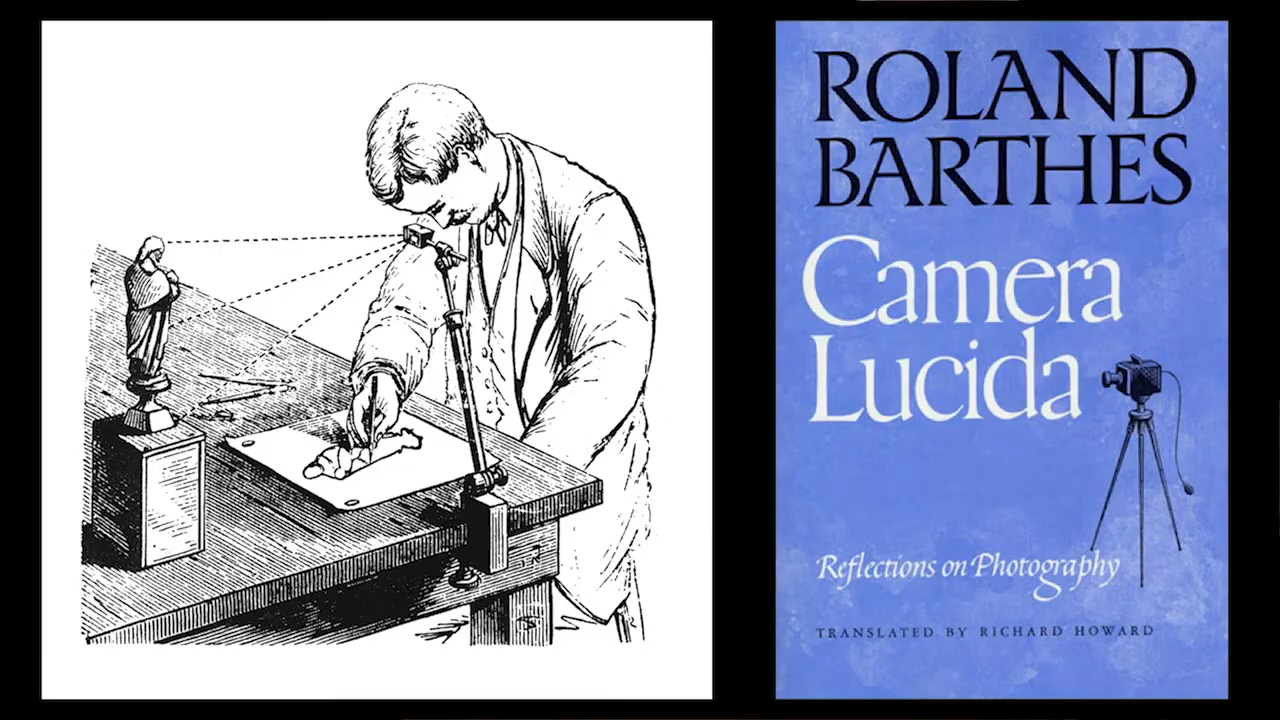 ROLAND
BARTHES
Camera
Lucida
Reflections on Photography
TRANSLATED BY RICHARD HOWARD